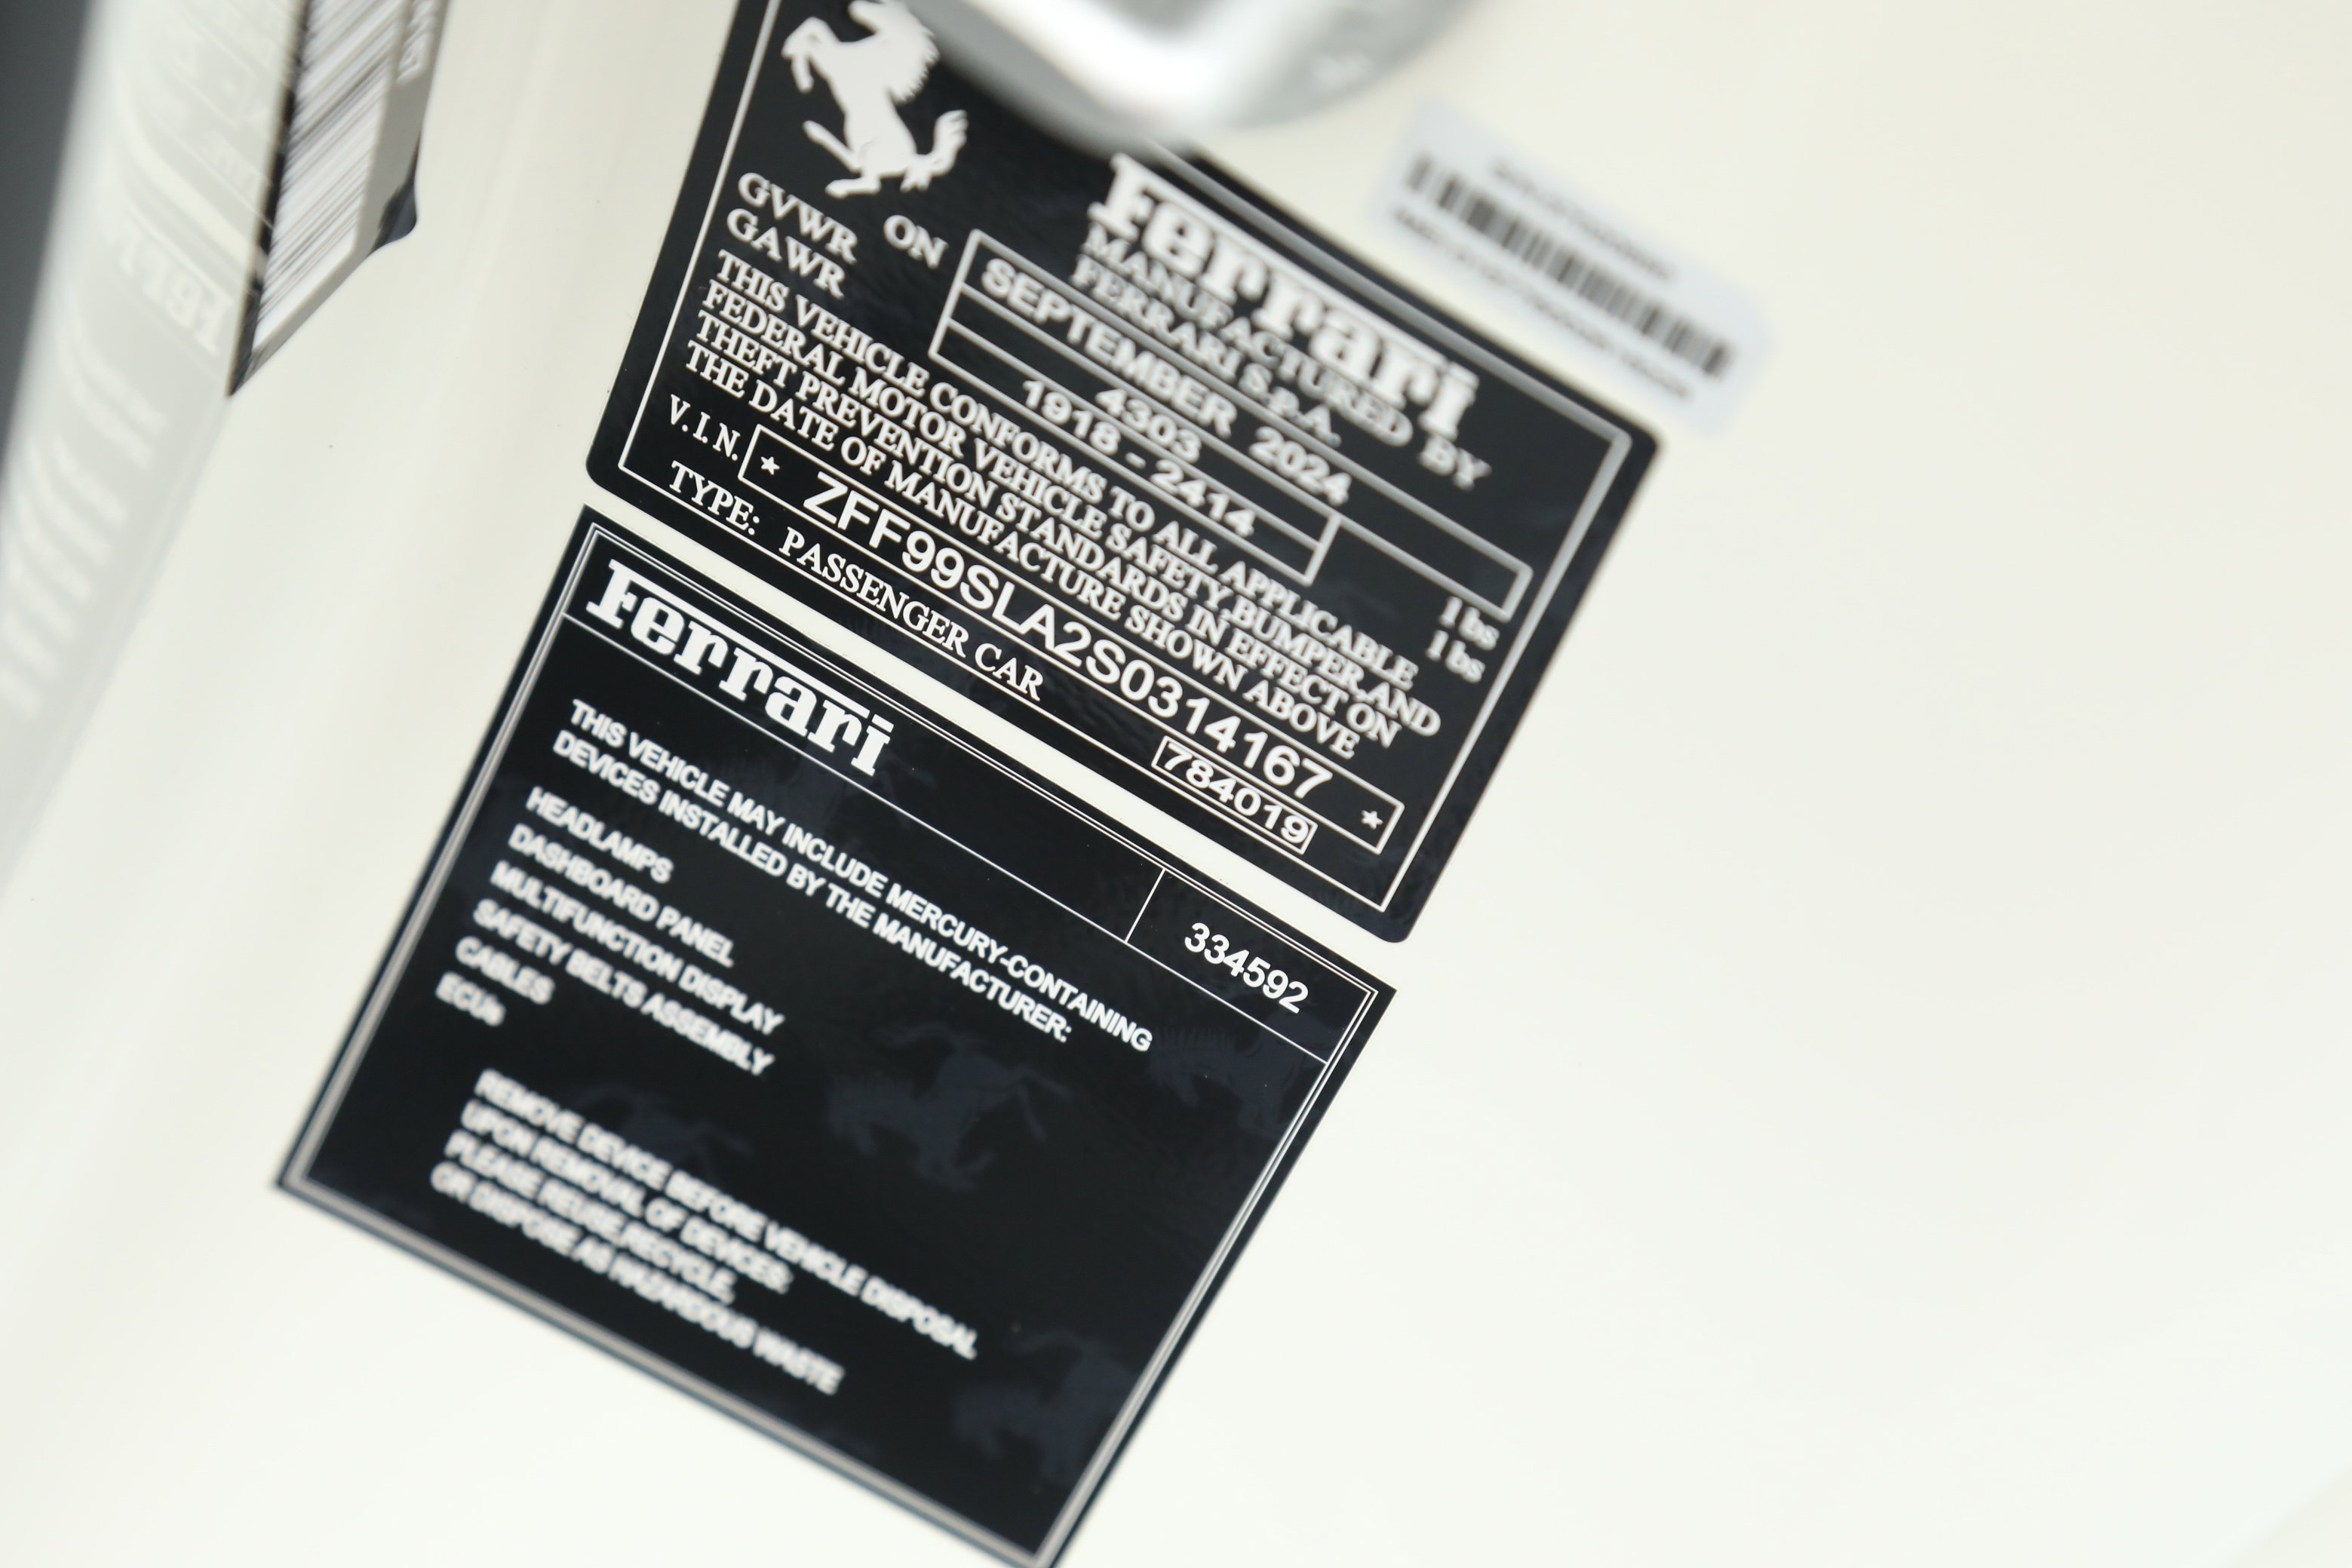 Ferrari
MANUFACTURED BY
FERRARI S.p.A.
ON SEPTEMBER 2024
GVWR 4303 lbs
GAWR 1918 - 2414 lbs
THIS VEHICLE CONFORMS TO ALL APPLICABLE
FEDERAL MOTOR VEHICLE SAFETY,BUMPER,AND
THEFT PREVENTION STANDARDS IN EFFECT ON
THE DATE OF MANUFACTURE SHOWN ABOVE
V.I.N. ★ ZFF99SLA2S0314167 ★
TYPE: PASSENGER CAR 784019
Ferrari 334592
THIS VEHICLE MAY INCLUDE MERCURY-CONTAINING
DEVICES INSTALLED BY THE MANUFACTURER:
HEADLAMPS
DASHBOARD PANEL
MULTIFUNCTION DISPLAY
SAFETY BELTS ASSEMBLY
CABLES
ECUs
REMOVE DEVICE BEFORE VEHICLE DISPOSAL
UPON REMOVAL OF DEVICES:
PLEASE REUSE,RECYCLE,
OR DISPOSE AS HAZARDOUS WASTE